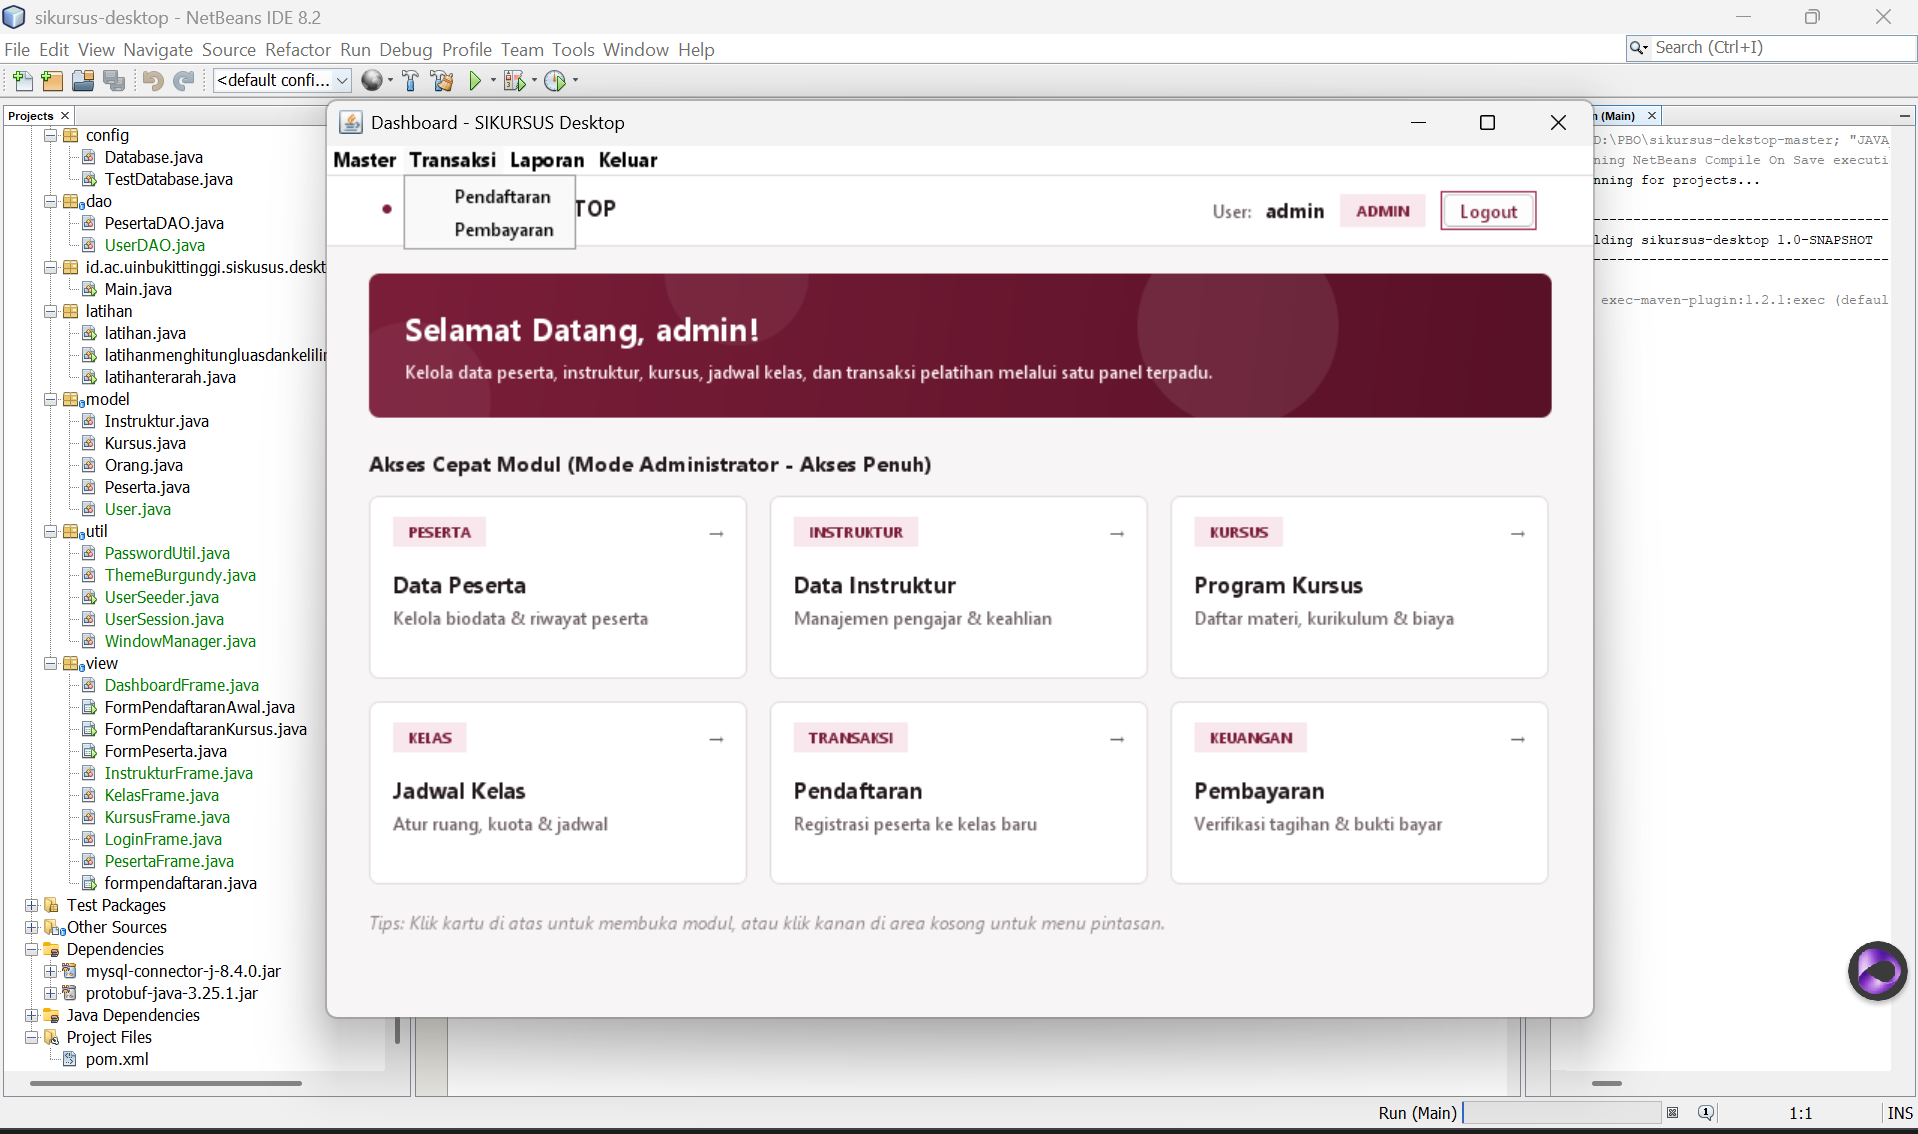 sikursus-desktop - NetBeans IDE 8.2
File Edit View Navigate Source Refactor Run Debug Profile Team Tools Window Help
Search (Ctrl+I)
<default confi...
Projects
config
Database.java
TestDatabase.java
dao
PesertaDAO.java
UserDAO.java
id.ac.uinbukittinggi.siskusus.deskt
Main.java
latihan
latihan.java
latihanmenghitungluasdankelilir
latihanterarah.java
model
Instruktur.java
Kursus.java
Orang.java
Peserta.java
User.java
util
PasswordUtil.java
ThemeBurgundy.java
UserSeeder.java
UserSession.java
WindowManager.java
view
DashboardFrame.java
FormPendaftaranAwal.java
FormPendaftaranKursus.java
FormPeserta.java
InstrukturFrame.java
KelasFrame.java
KursusFrame.java
LoginFrame.java
PesertaFrame.java
formpendaftaran.java
Test Packages
Other Sources
Dependencies
mysql-connector-j-8.4.0.jar
protobuf-java-3.25.1.jar
Java Dependencies
Project Files
pom.xml
Dashboard - SIKURSUS Desktop
Master Transaksi Laporan Keluar
Pendaftaran
Pembayaran
TOP
User: admin ADMIN Logout
Selamat Datang, admin!
Kelola data peserta, instruktur, kursus, jadwal kelas, dan transaksi pelatihan melalui satu panel terpadu.
Akses Cepat Modul (Mode Administrator - Akses Penuh)
PESERTA →
Data Peserta
Kelola biodata & riwayat peserta
INSTRUKTUR →
Data Instruktur
Manajemen pengajar & keahlian
KURSUS →
Program Kursus
Daftar materi, kurikulum & biaya
KELAS →
Jadwal Kelas
Atur ruang, kuota & jadwal
TRANSAKSI →
Pendaftaran
Registrasi peserta ke kelas baru
KEUANGAN →
Pembayaran
Verifikasi tagihan & bukti bayar
Tips: Klik kartu di atas untuk membuka modul, atau klik kanan di area kosong untuk menu pintasan.
(Main)
D:\PBO\sikursus-dekstop-master; "JAVA
ning NetBeans Compile On Save executi
nning for projects...
------------------------------------
lding sikursus-desktop 1.0-SNAPSHOT
------------------------------------
exec-maven-plugin:1.2.1:exec (defaul
Run (Main)
1:1
INS